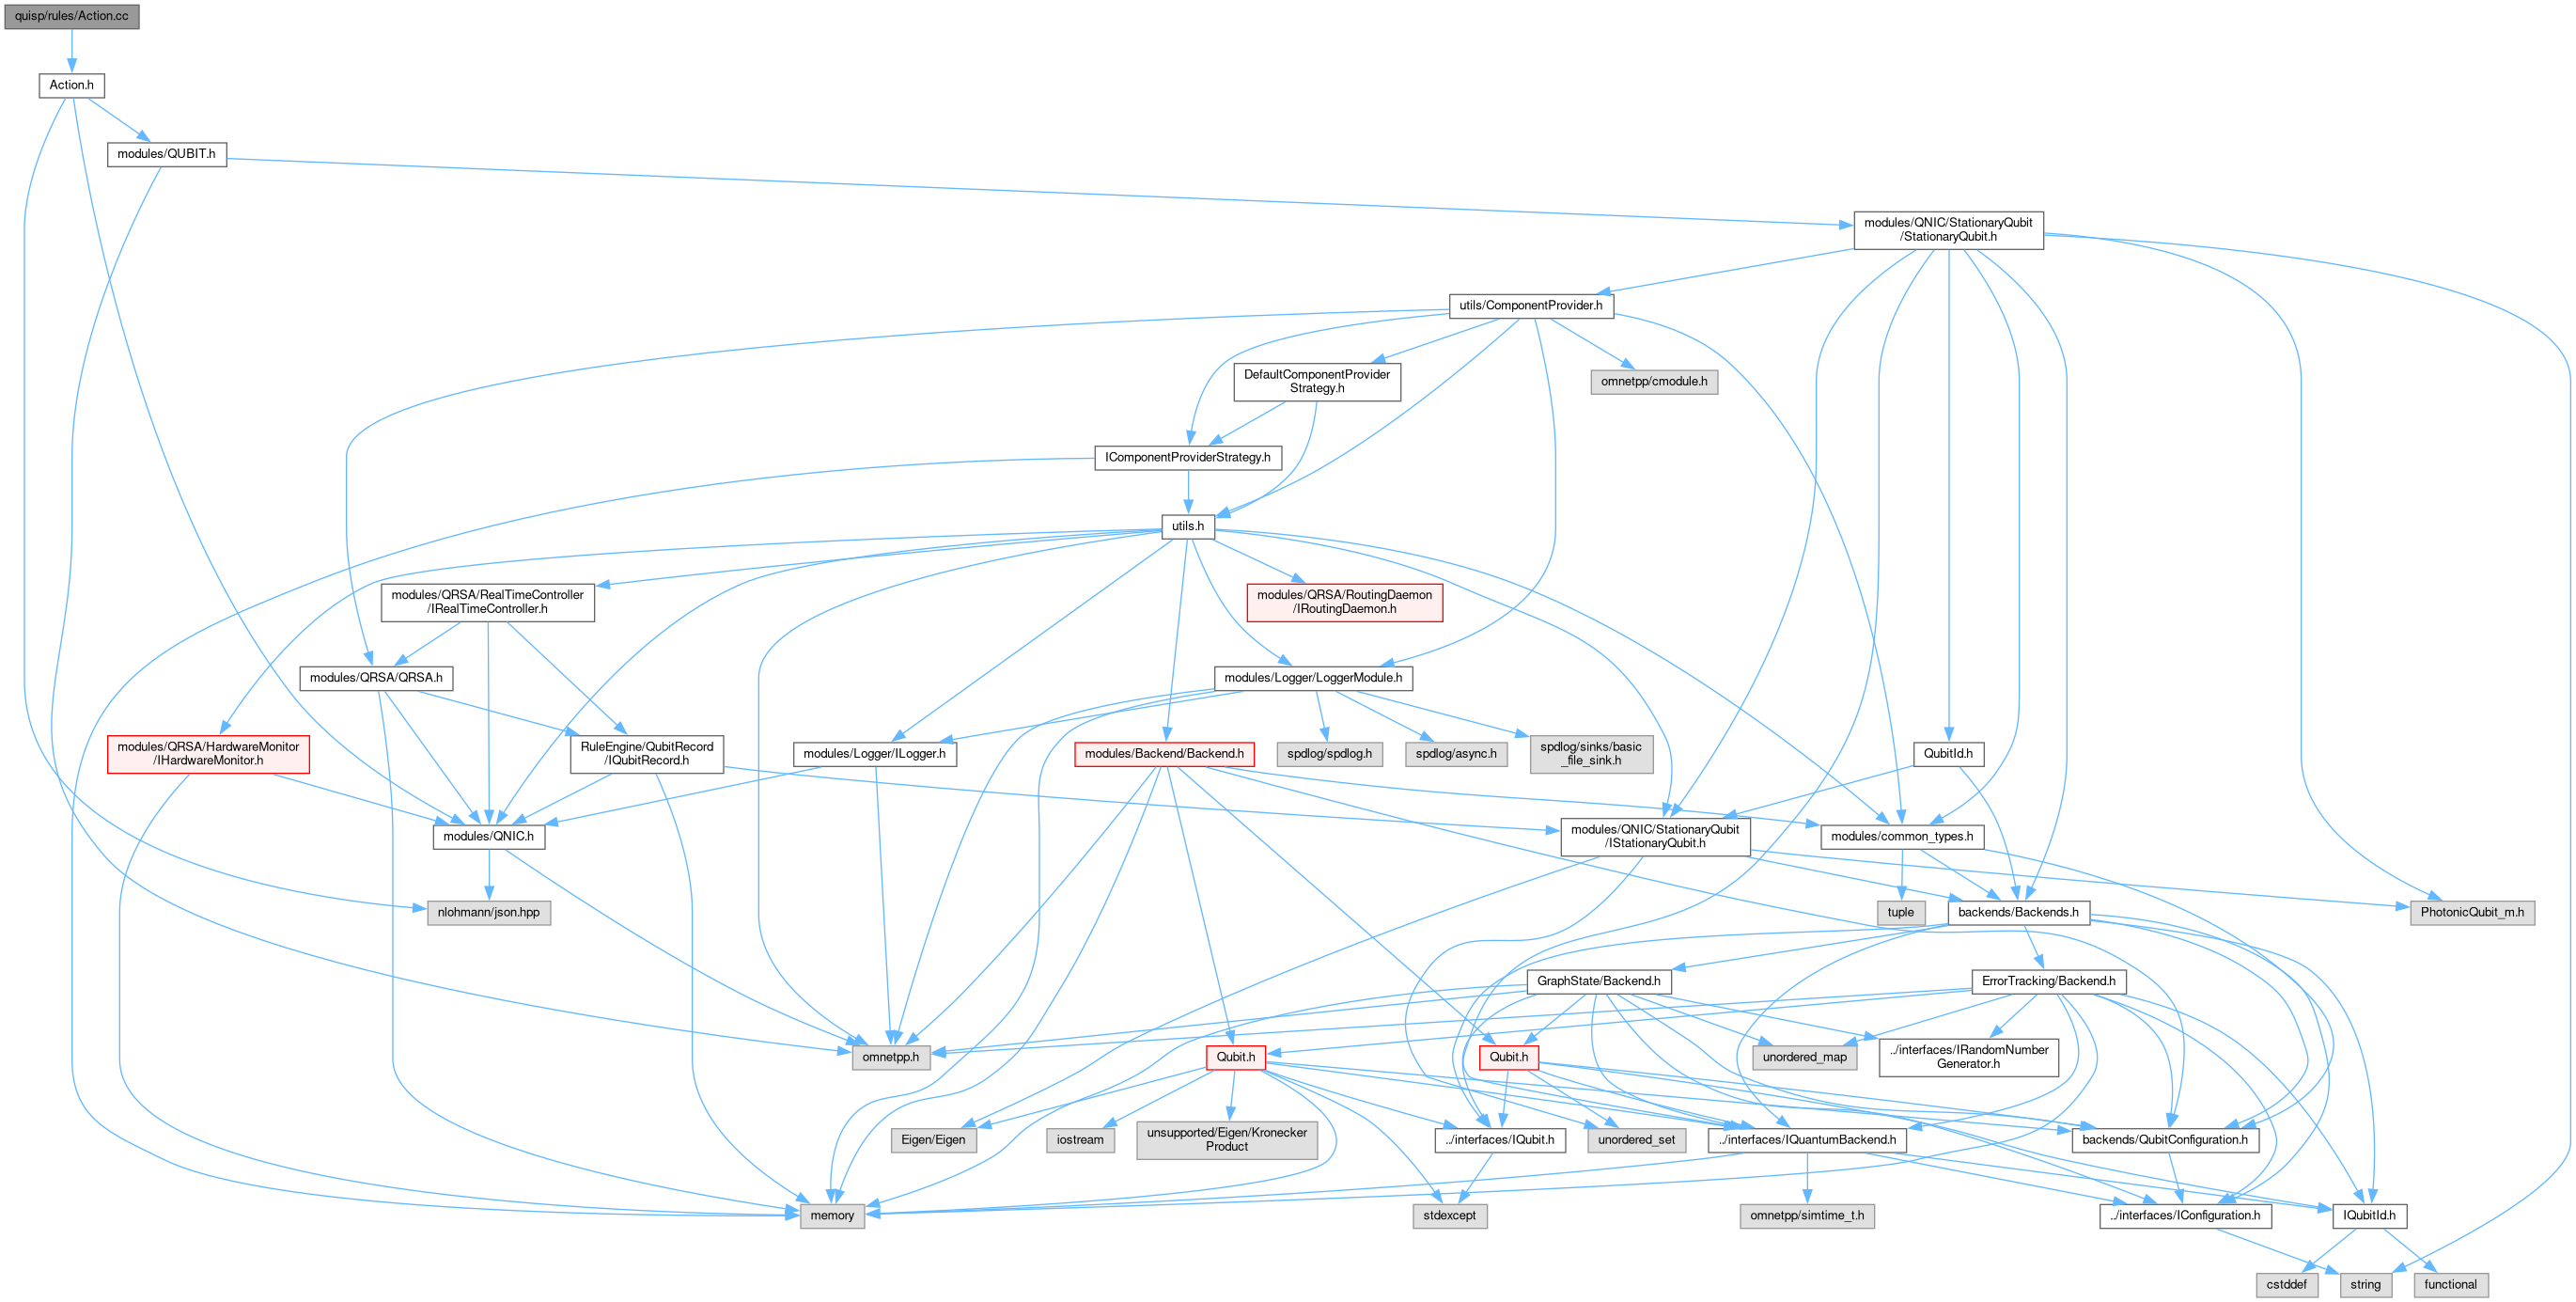 quisp/rules/Action.cc
Action.h
modules/QUBIT.h
modules/QNIC/StationaryQubit
/StationaryQubit.h
utils/ComponentProvider.h
DefaultComponentProvider
Strategy.h
omnetpp/cmodule.h
IComponentProviderStrategy.h
utils.h
modules/QRSA/RealTimeController
/IRealTimeController.h
modules/QRSA/RoutingDaemon
/IRoutingDaemon.h
modules/QRSA/QRSA.h
modules/Logger/LoggerModule.h
modules/QRSA/HardwareMonitor
/IHardwareMonitor.h
RuleEngine/QubitRecord
/IQubitRecord.h
modules/Logger/ILogger.h
modules/Backend/Backend.h
spdlog/spdlog.h
spdlog/async.h
spdlog/sinks/basic
_file_sink.h
QubitId.h
modules/QNIC.h
modules/QNIC/StationaryQubit
/IStationaryQubit.h
modules/common_types.h
nlohmann/json.hpp
tuple
backends/Backends.h
PhotonicQubit_m.h
GraphState/Backend.h
ErrorTracking/Backend.h
omnetpp.h
Qubit.h
Qubit.h
unordered_map
../interfaces/IRandomNumber
Generator.h
Eigen/Eigen
iostream
unsupported/Eigen/Kronecker
Product
../interfaces/IQubit.h
unordered_set
../interfaces/IQuantumBackend.h
backends/QubitConfiguration.h
memory
stdexcept
omnetpp/simtime_t.h
../interfaces/IConfiguration.h
IQubitId.h
cstddef
string
functional